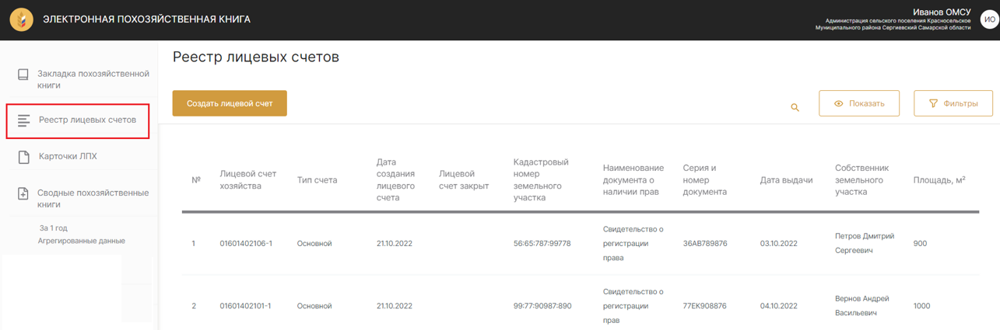 ЭЛЕКТРОННАЯ ПОХОЗЯЙСТВЕННАЯ КНИГА
Иванов ОМСУ
Администрация сельского поселения Красносельское
Муниципального района Сергиевский Самарской области
ИО
Закладка похозяйственной
книги
Реестр лицевых счетов
Карточки ЛПХ
Сводные похозяйственные
книги
За 1 год
Агрегированные данные
Реестр лицевых счетов
Создать лицевой счет
Показать
Фильтры
№
Лицевой счет
хозяйства
Тип счета
Дата
создания
лицевого
счета
Лицевой
счет закрыт
Кадастровый
номер
земельного
участка
Наименование
документа о
наличии прав
Серия и
номер
документа
Дата выдачи
Собственник
земельного
участка
Площадь, м²
1
01601402106-1
Основной
21.10.2022
56:65:787:99778
Свидетельство о
регистрации
права
36АВ789876
03.10.2022
Петров Дмитрий
Сергеевич
900
2
01601402101-1
Основной
21.10.2022
99:77:90987:890
Свидетельство о
регистрации
прав
77ЕК908876
04.10.2022
Вернов Андрей
Васильевич
1000